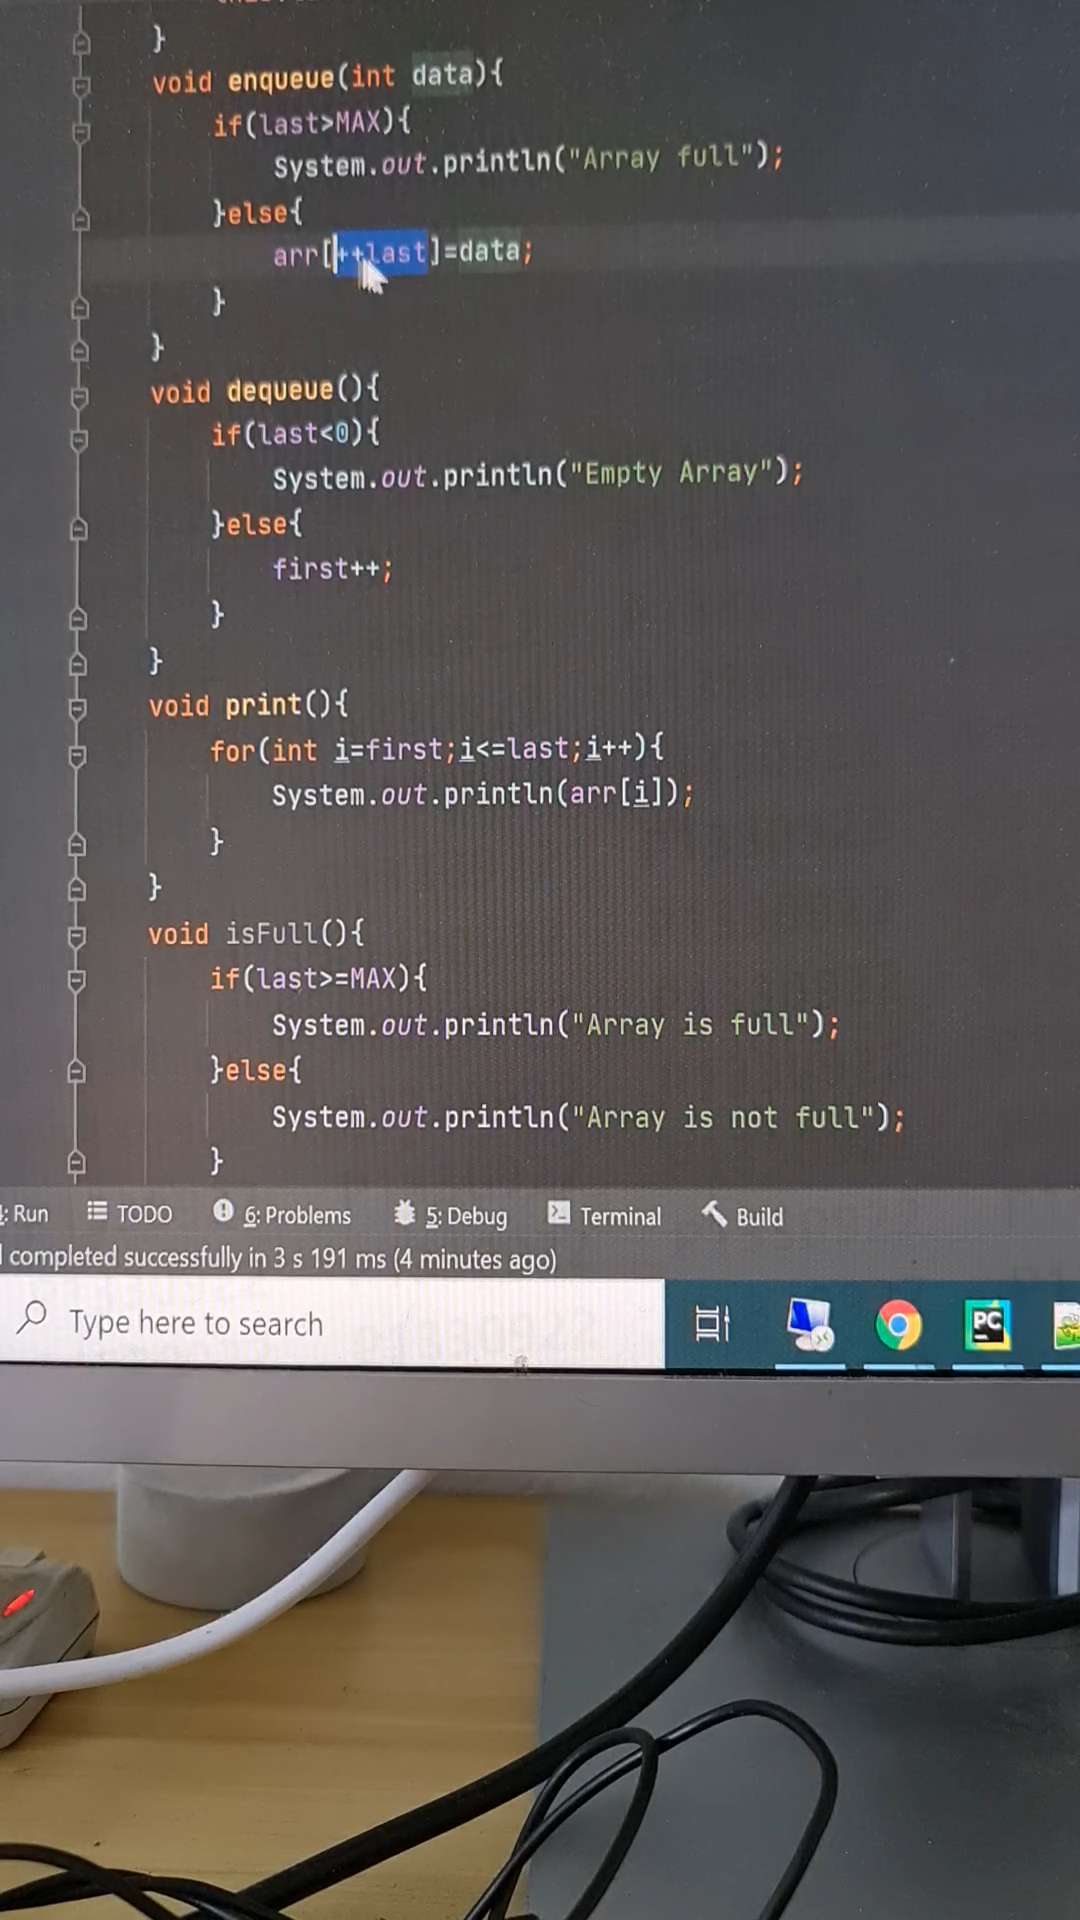 }
void enqueue(int data){
if(last>MAX){
System.out.println("Array full");
}else{
arr[++last]=data;
}
}
void dequeue(){
if(last<0){
System.out.println("Empty Array");
}else{
first++;
}
}
void print(){
for(int i=first;i<=last;i++){
System.out.println(arr[i]);
}
}
void isFull(){
if(last>=MAX){
System.out.println("Array is full");
}else{
System.out.println("Array is not full");
}
: Run TODO 6: Problems 5: Debug Terminal Build
completed successfully in 3 s 191 ms (4 minutes ago)
Type here to search
PC